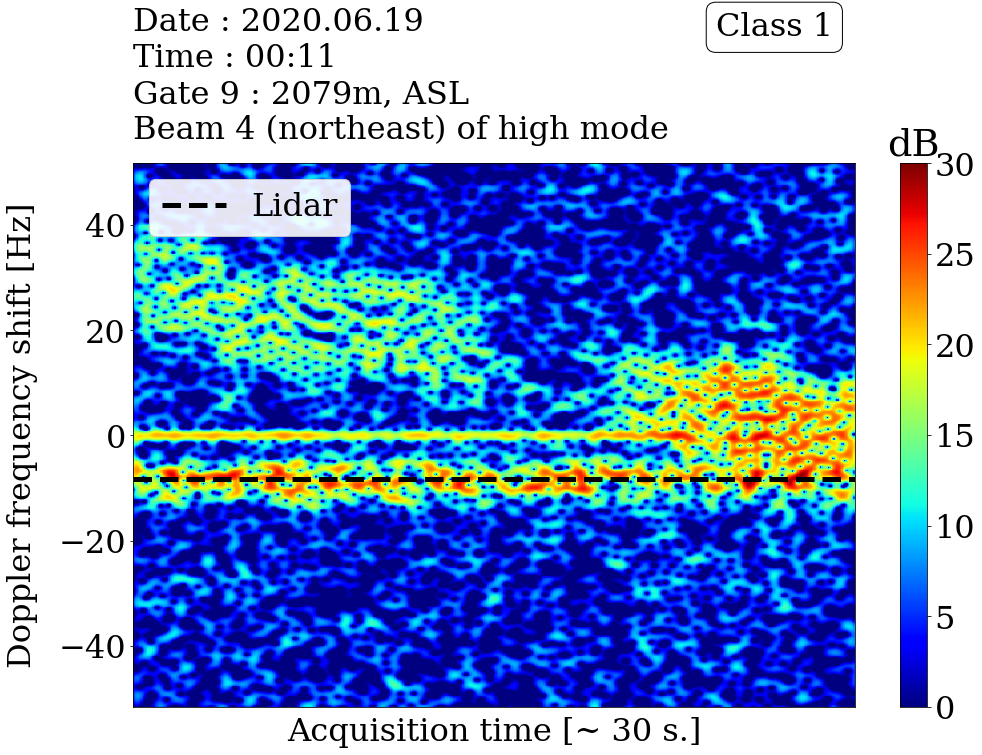 Date : 2020.06.19
Time : 00:11
Gate 9 : 2079m, ASL
Beam 4 (northeast) of high mode
Class 1
dB
Lidar
Doppler frequency shift [Hz]
40
20
0
−20
−40
30
25
20
15
10
5
0
Acquisition time [~ 30 s.]